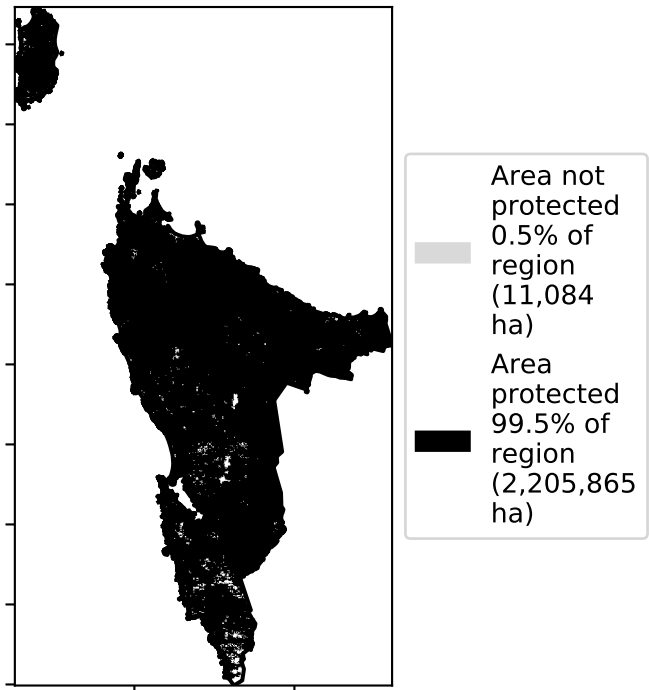 Area not
protected
0.5% of
region
(11,084
ha)
Area
protected
99.5% of
region
(2,205,865
ha)